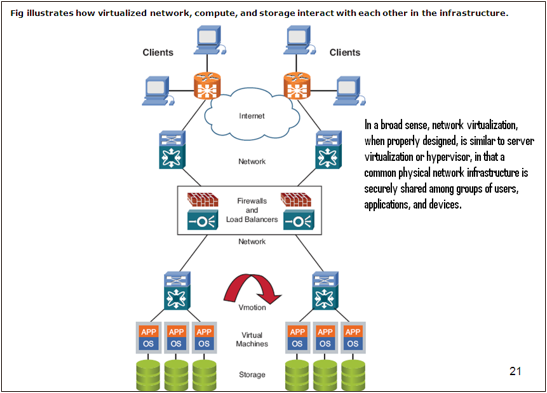 Fig illustrates how virtualized network, compute, and storage interact with each other in the infrastructure.
Clients
Clients
Internet
Network
In a broad sense, network virtualization,
when properly designed, is similar to server
virtualization or hypervisor, in that a
common physical network infrastructure is
securely shared among groups of users,
applications, and devices.
Firewalls
and
Load Balancers
Network
Vmotion
APP
OS
APP
OS
APP
OS
Virtual
Machines
APP
OS
APP
OS
APP
OS
Storage
21